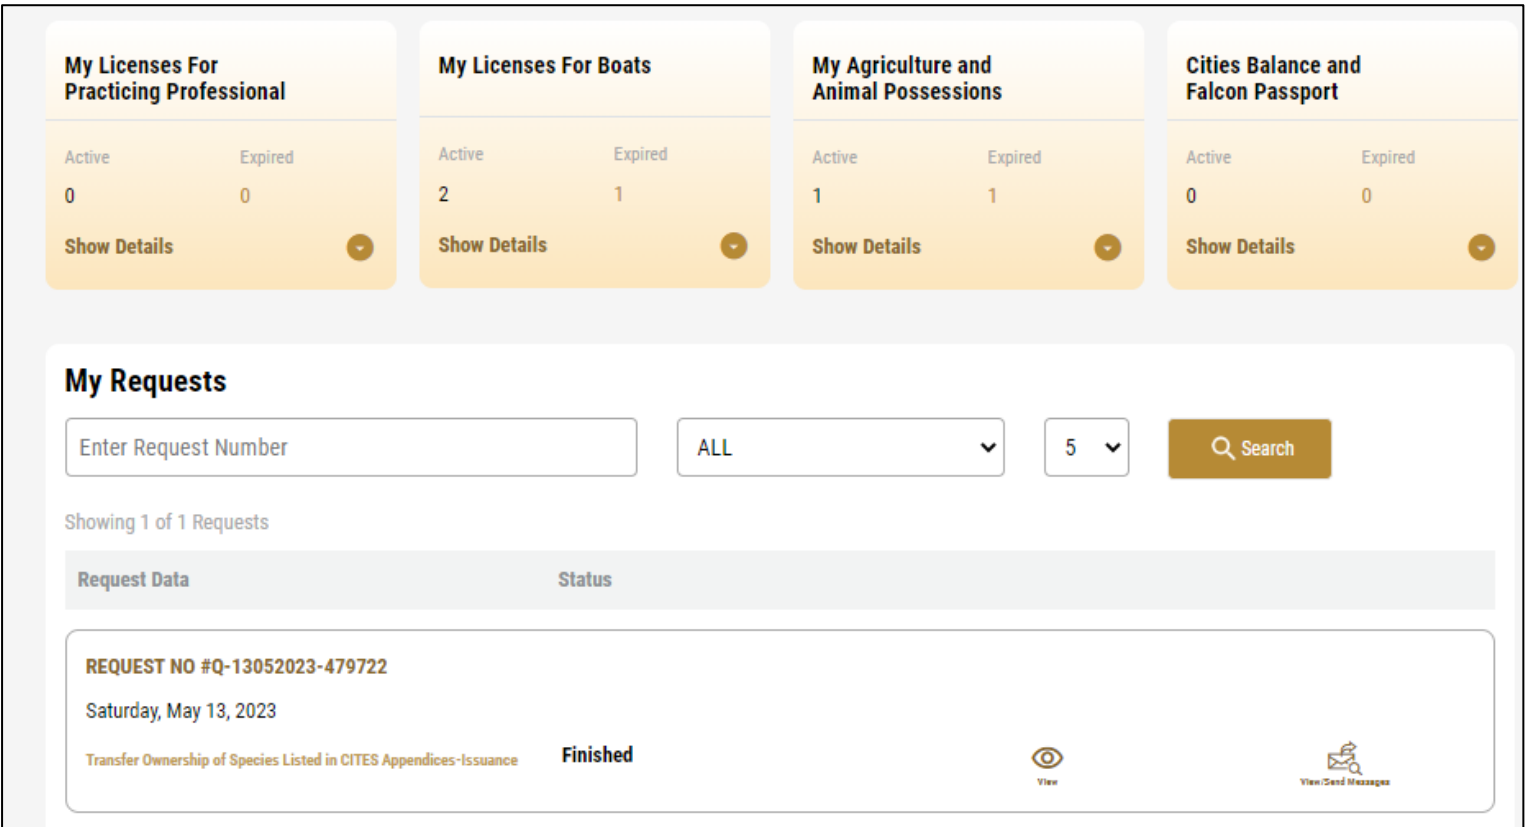 My Licenses For
Practicing Professional
Active Expired
0 0
Show Details
My Licenses For Boats
Active Expired
2 1
Show Details
My Agriculture and
Animal Possessions
Active Expired
1 1
Show Details
Cities Balance and
Falcon Passport
Active Expired
0 0
Show Details
My Requests
Enter Request Number ALL 5 Search
Showing 1 of 1 Requests
Request Data Status
REQUEST NO #Q-13052023-479722
Saturday, May 13, 2023
Transfer Ownership of Species Listed in CITES Appendices-Issuance Finished View View/Send Messages